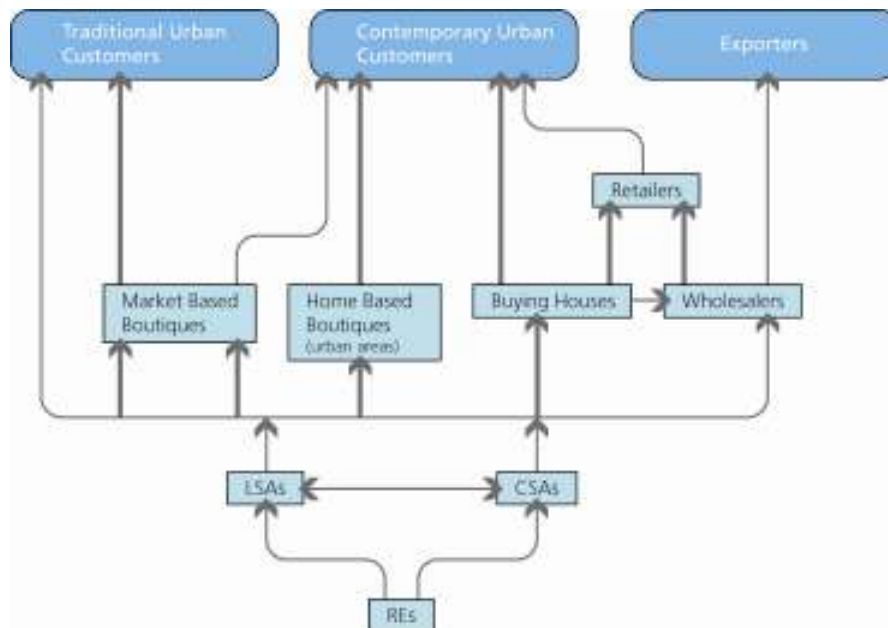 Traditional Urban
Customers
Contemporary Urban
Customers
Exporters
Retailers
Market Based
Boutiques
Home Based
Boutiques
(urban areas)
Buying Houses
Wholesalers
LSAs
CSAs
REs